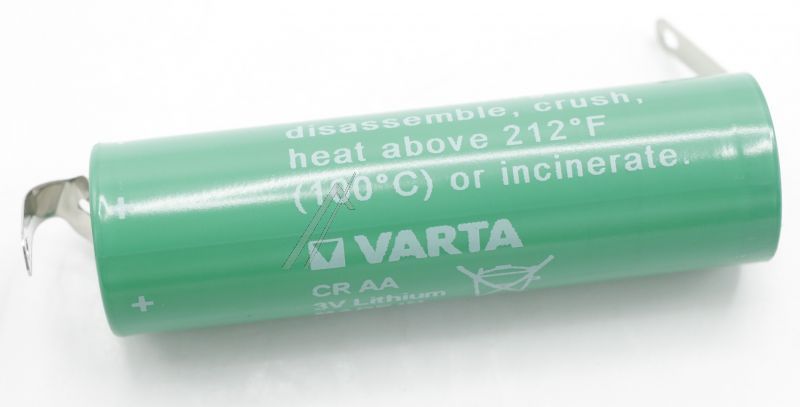 disassemble, crush,
heat above 212°F
(100°C) or incinerate.
VARTA
CR AA
3V Lithium
+
+